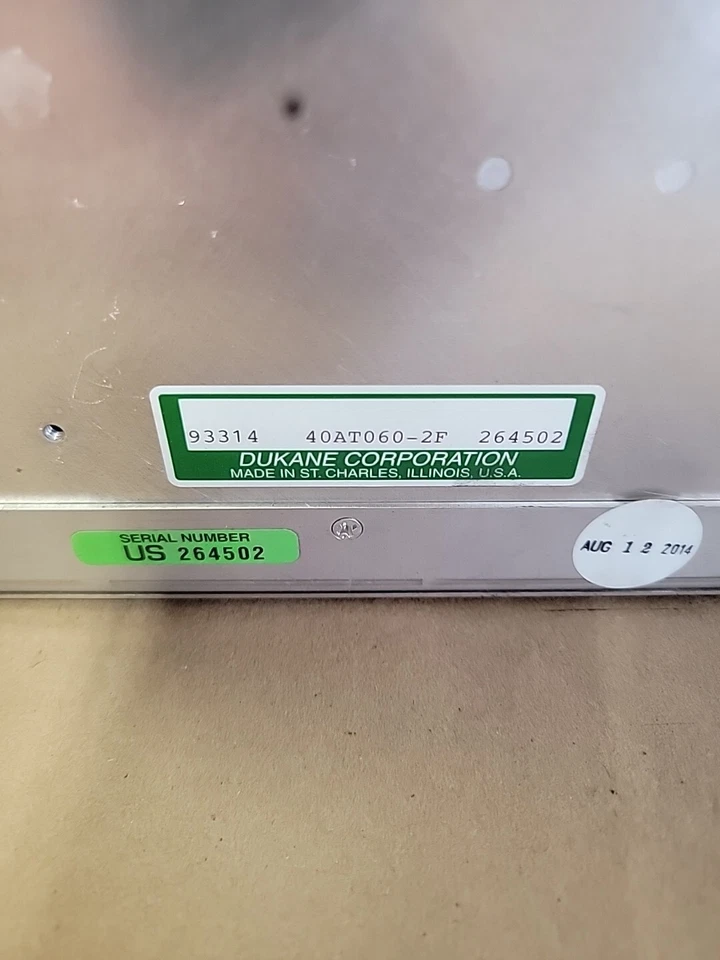 93314 40AT060-2F 264502
DUKANE CORPORATION
MADE IN ST. CHARLES, ILLINOIS, U.S.A.
SERIAL NUMBER
US 264502
AUG 12 2014